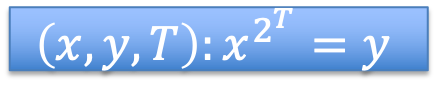 (x, y, T): x^{2^T} = y